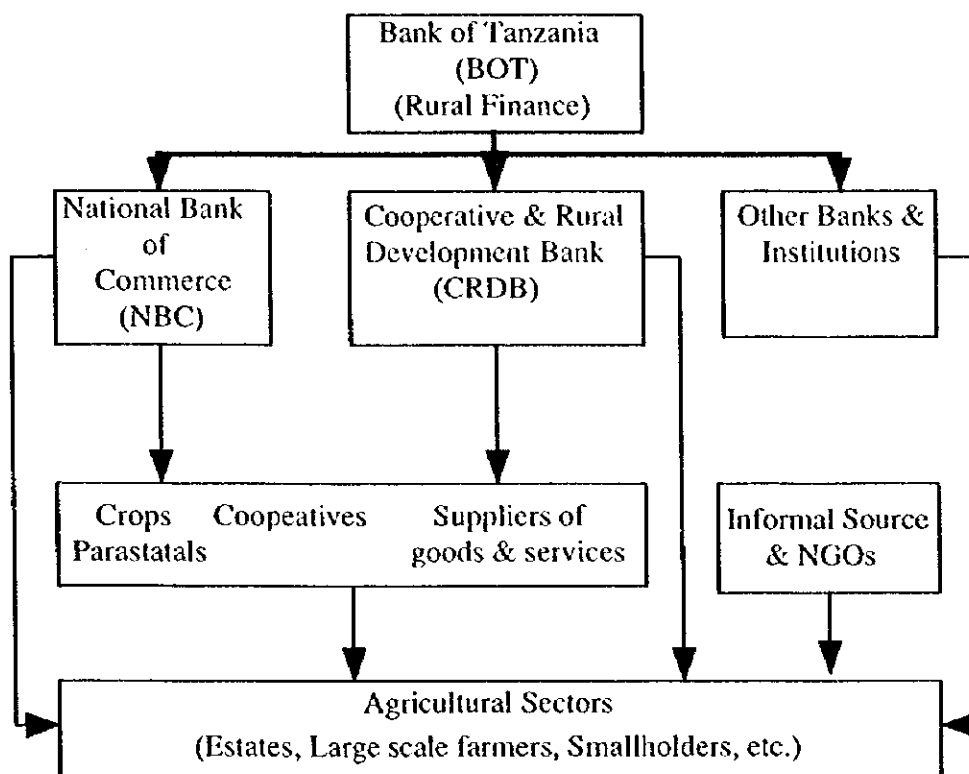 Bank of Tanzania
(BOT)
(Rural Finance)
National Bank
of
Commerce
(NBC)
Cooperative & Rural
Development Bank
(CRDB)
Other Banks &
Institutions
Crops
Parastatals
Coopeatives
Suppliers of
goods & services
Informal Source
& NGOs
Agricultural Sectors
(Estates, Large scale farmers, Smallholders, etc.)